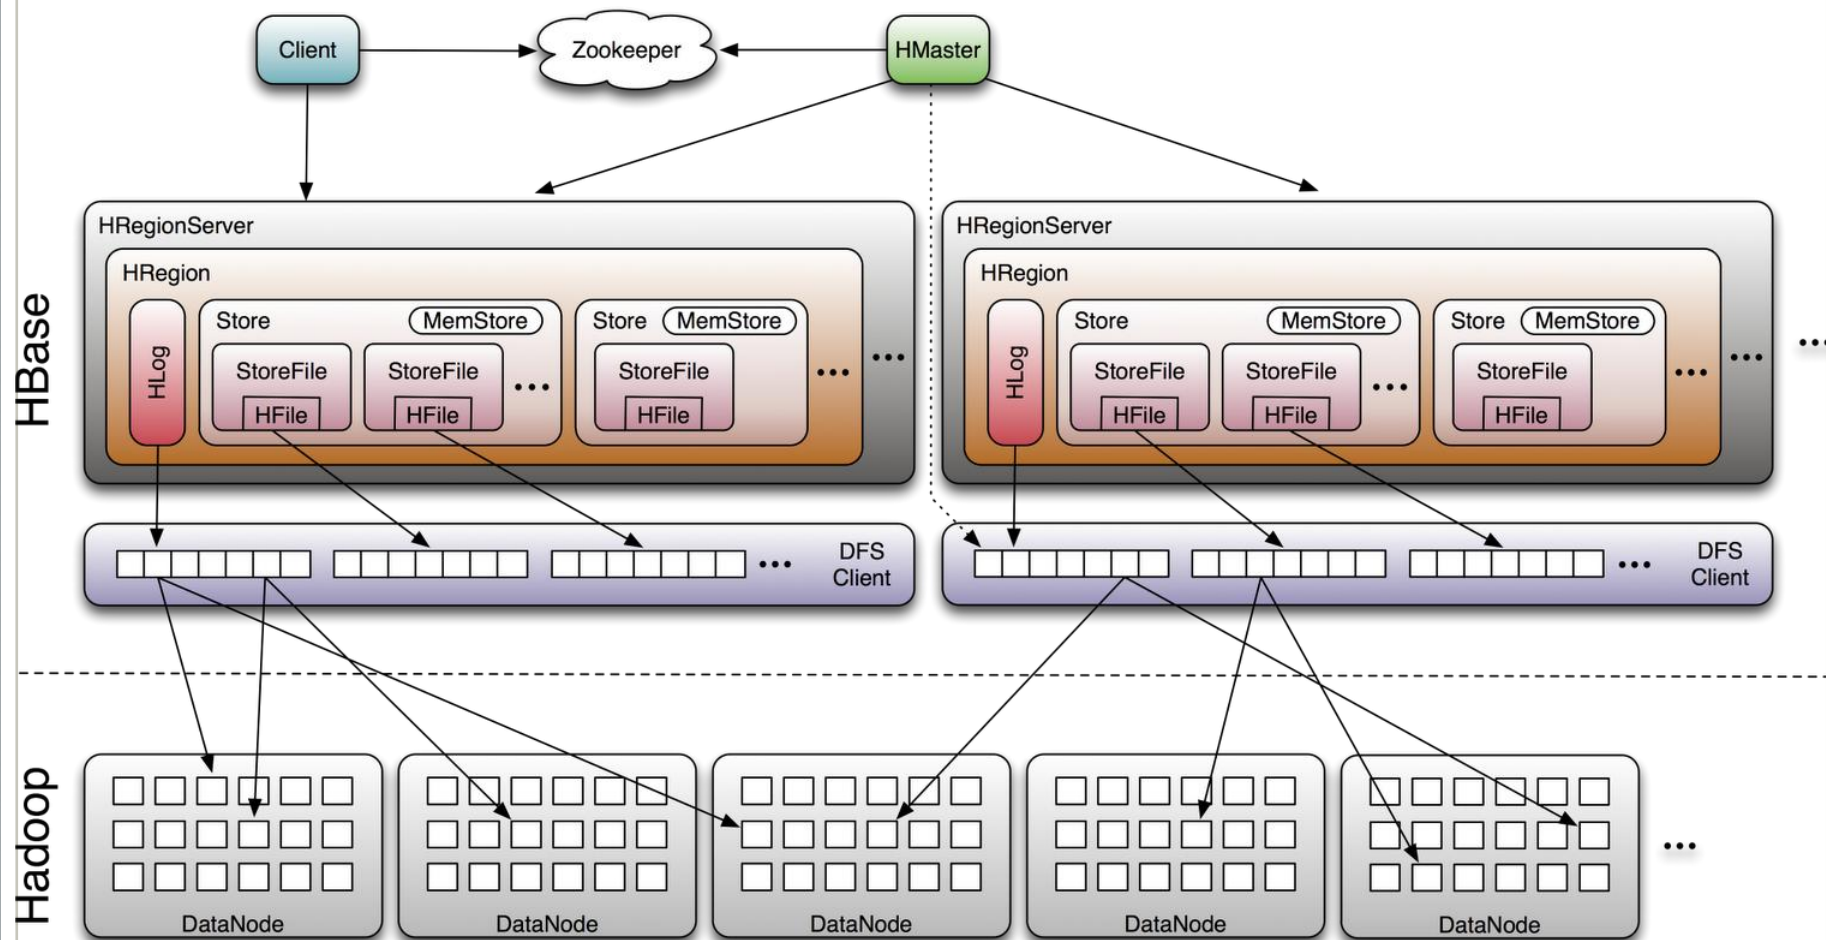 Client
Zookeeper
HMaster
HBase
HRegionServer
HRegion
HLog
Store
MemStore
StoreFile
HFile
StoreFile
HFile
...
Store
MemStore
StoreFile
HFile
...
...
HRegionServer
HRegion
HLog
Store
MemStore
StoreFile
HFile
StoreFile
HFile
...
Store
MemStore
StoreFile
HFile
...
...
...
...
DFS
Client
...
DFS
Client
Hadoop
DataNode
DataNode
DataNode
DataNode
DataNode
...